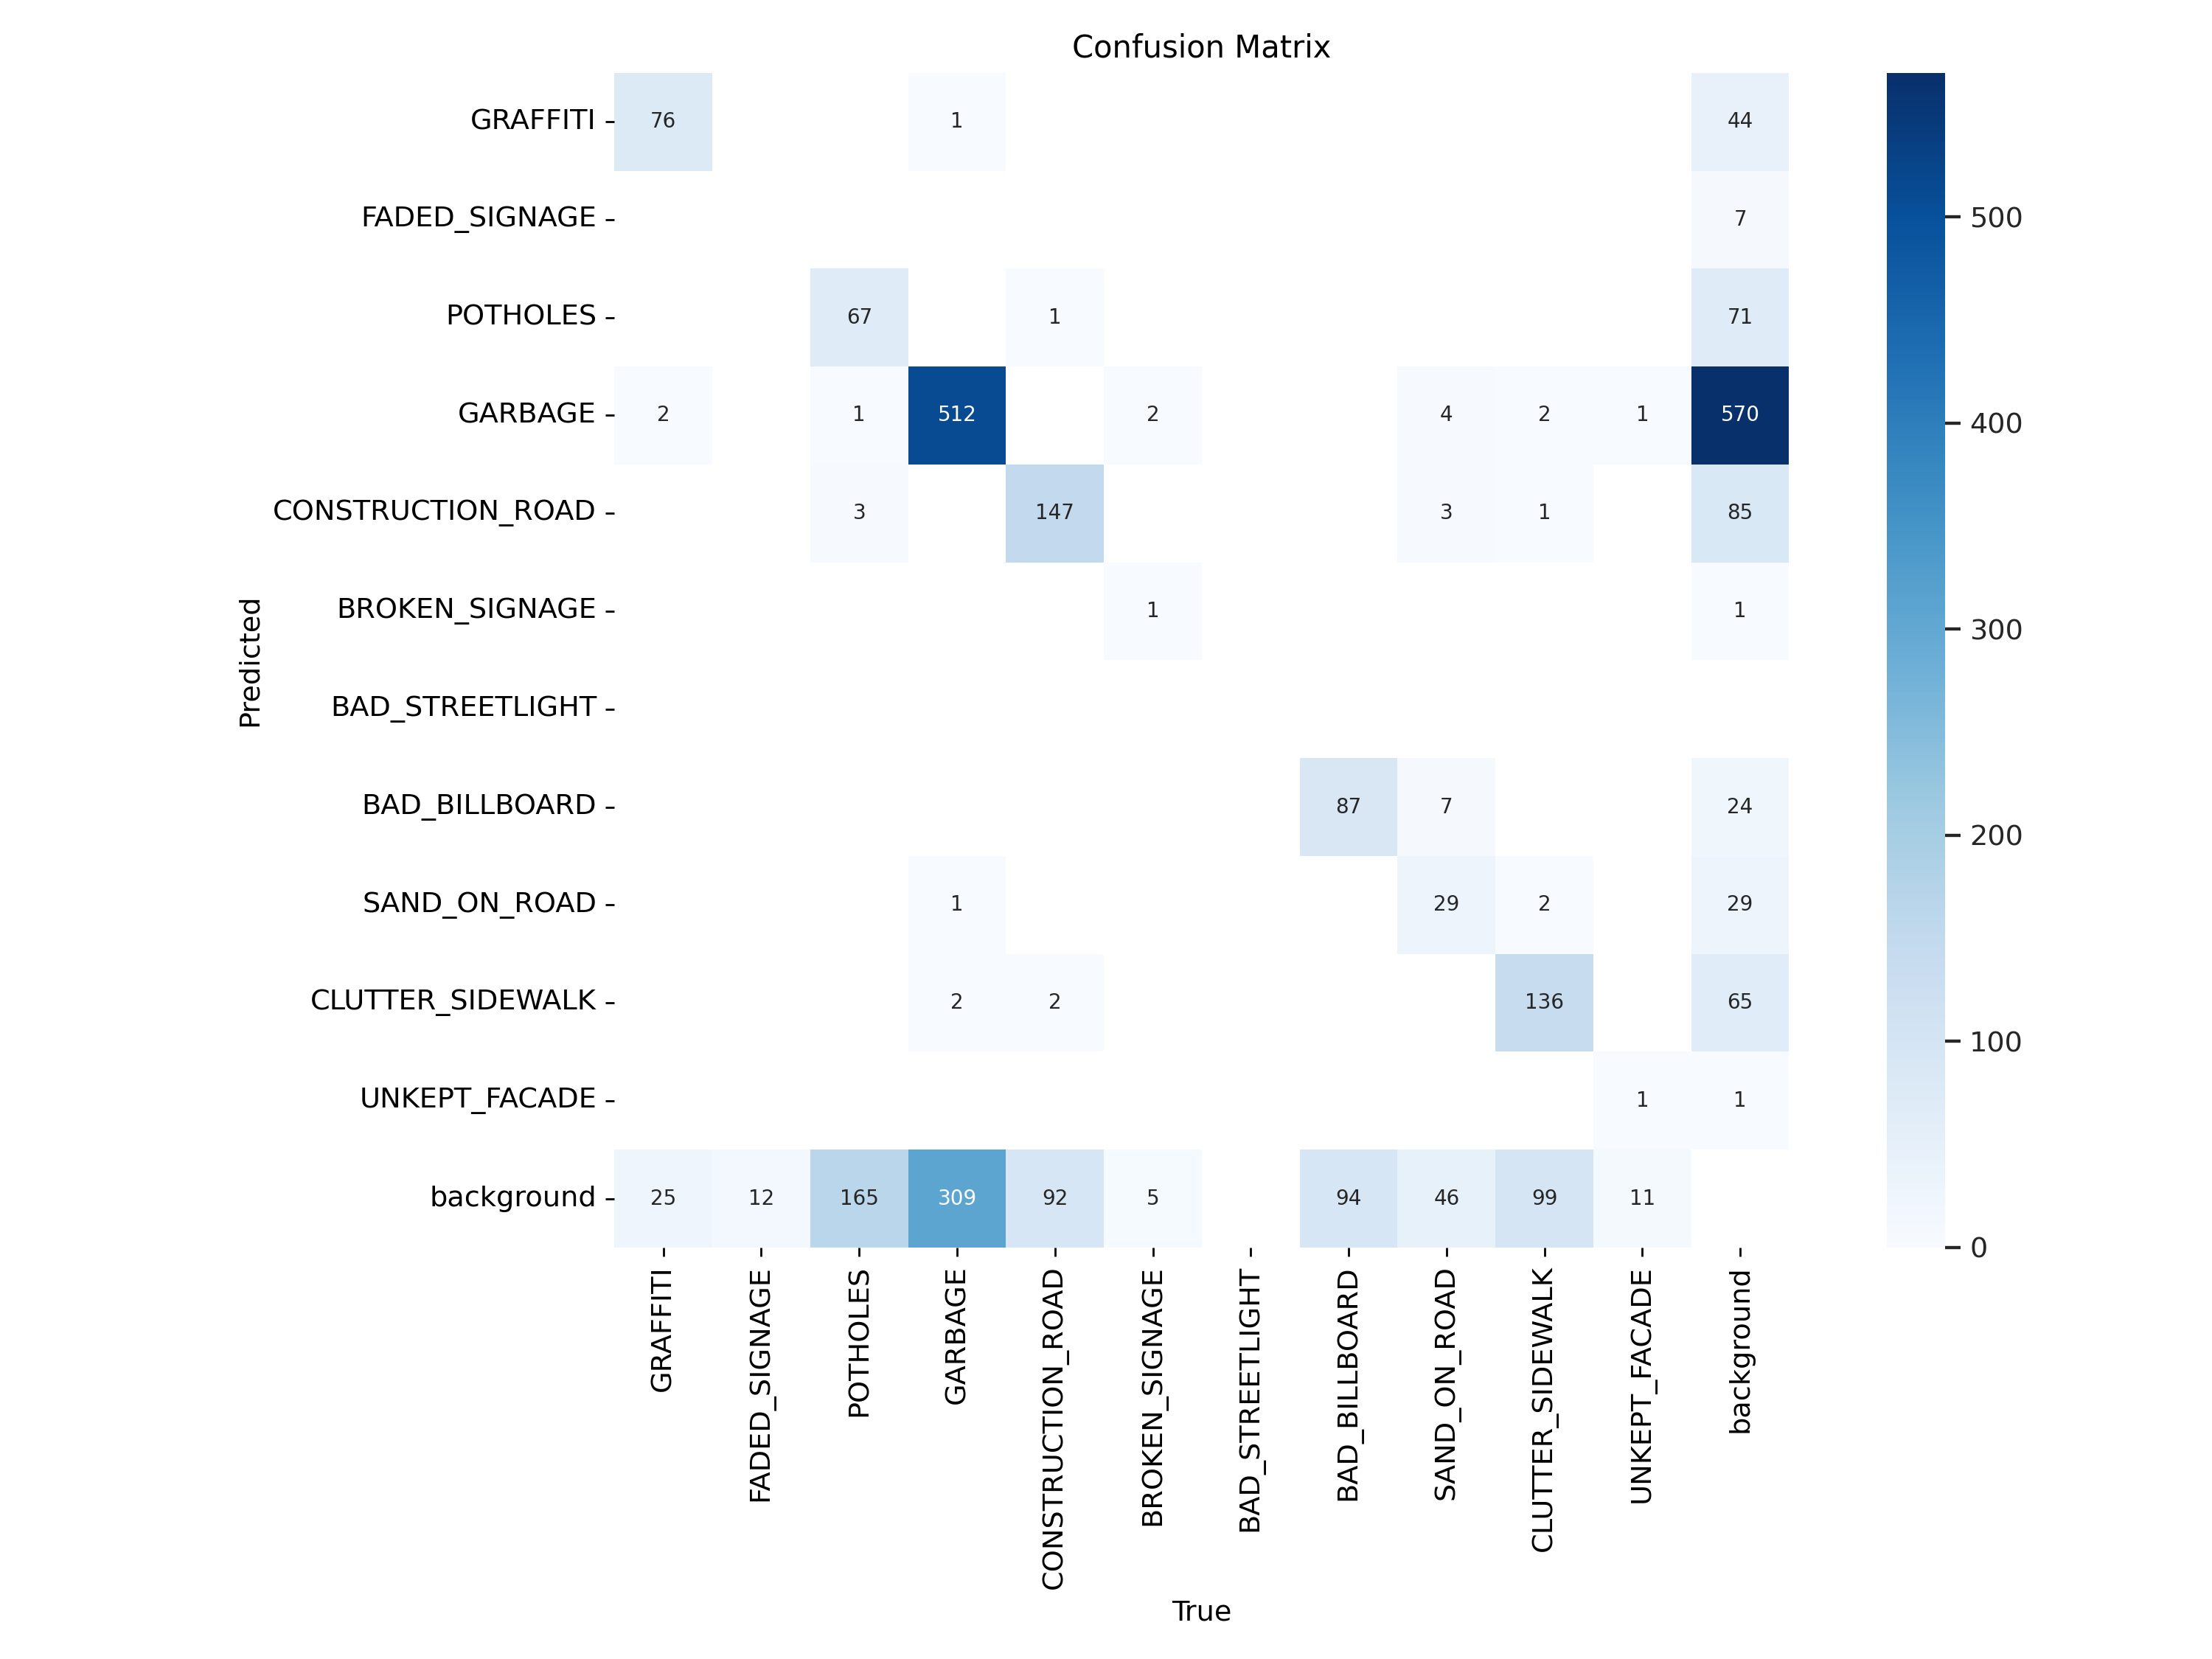 Confusion Matrix
GRAFFITI 76 1 44
FADED_SIGNAGE 7
POTHOLES 67 1 71
GARBAGE 2 1 512 2 4 2 1 570
CONSTRUCTION_ROAD 3 147 3 1 85
BROKEN_SIGNAGE 1 1
BAD_STREETLIGHT
BAD_BILLBOARD 87 7 24
SAND_ON_ROAD 1 29 2 29
CLUTTER_SIDEWALK 2 2 136 65
UNKEPT_FACADE 1 1
background 25 12 165 309 92 5 94 46 99 11
Predicted
GRAFFITI
FADED_SIGNAGE
POTHOLES
GARBAGE
CONSTRUCTION_ROAD
BROKEN_SIGNAGE
BAD_STREETLIGHT
BAD_BILLBOARD
SAND_ON_ROAD
CLUTTER_SIDEWALK
UNKEPT_FACADE
background
True
500
400
300
200
100
0